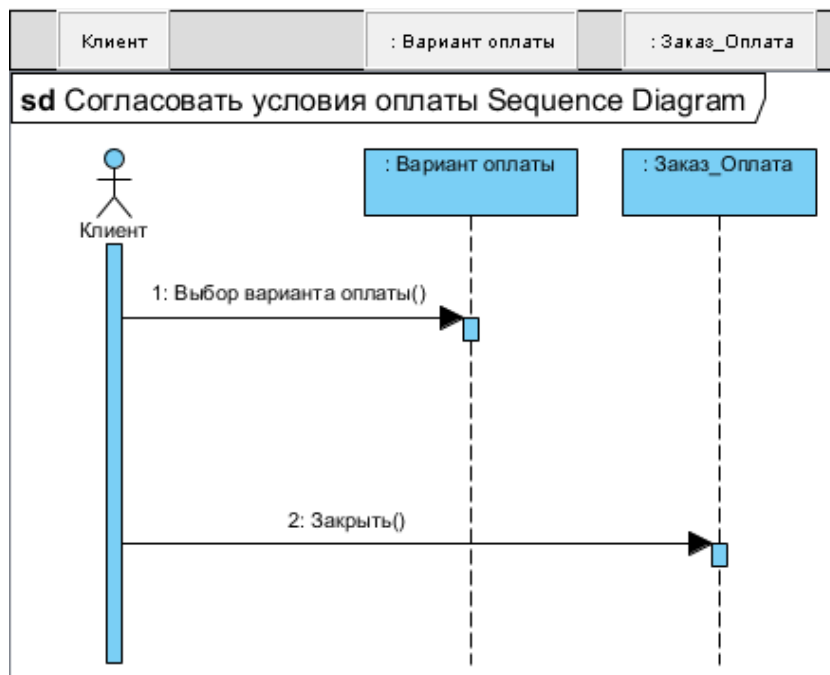 Клиент
: Вариант оплаты
: Заказ_Оплата
sd Согласовать условия оплаты Sequence Diagram
: Вариант оплаты
: Заказ_Оплата
Клиент
1: Выбор варианта оплаты()
2: Закрыть()